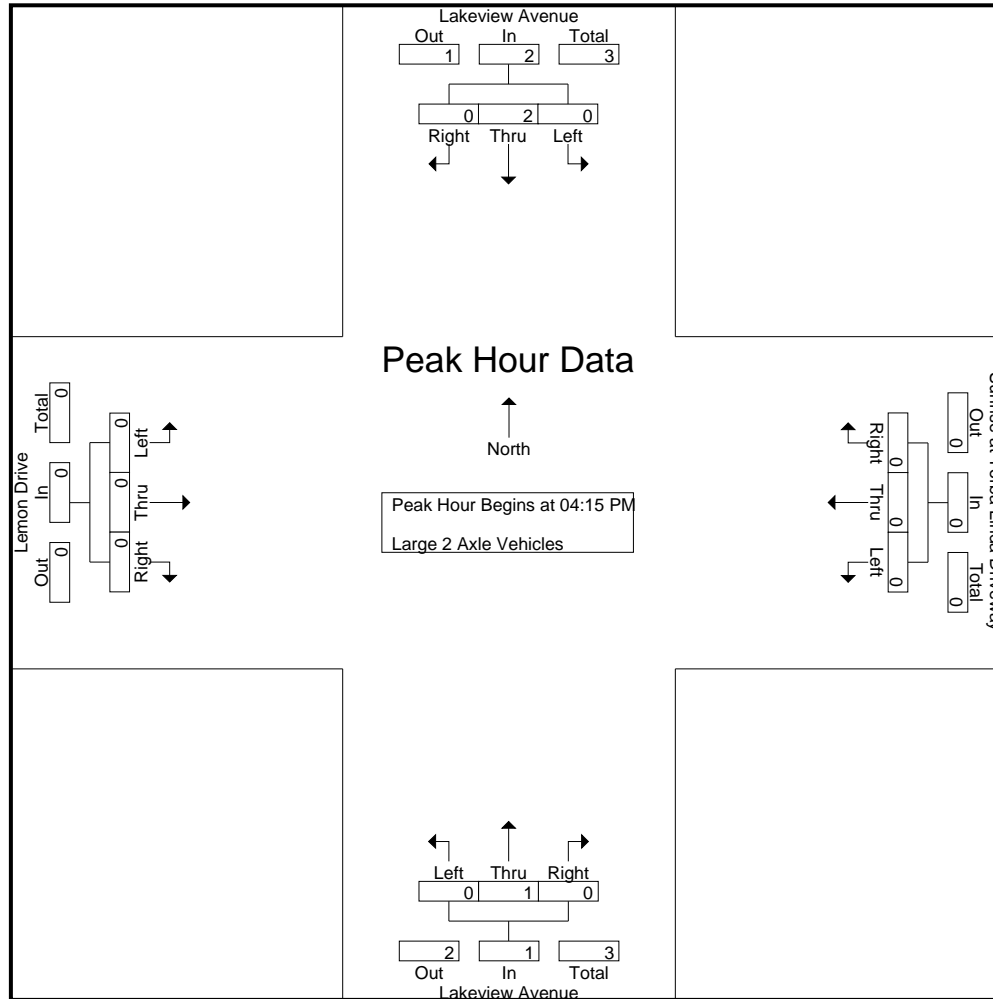 Lakeview Avenue
Out In Total
1 2 3
0 2 0
Right Thru Left
Peak Hour Data
North
Peak Hour Begins at 04:15 PM
Large 2 Axle Vehicles
Lemon Drive
Out In Total
0 0 0
Right Thru Left
0 0 0
Out In Total
0 0 0
Right Thru Left
0 0 0
Left Thru Right
0 1 0
2 1 3
Out In Total
Lakeview Avenue